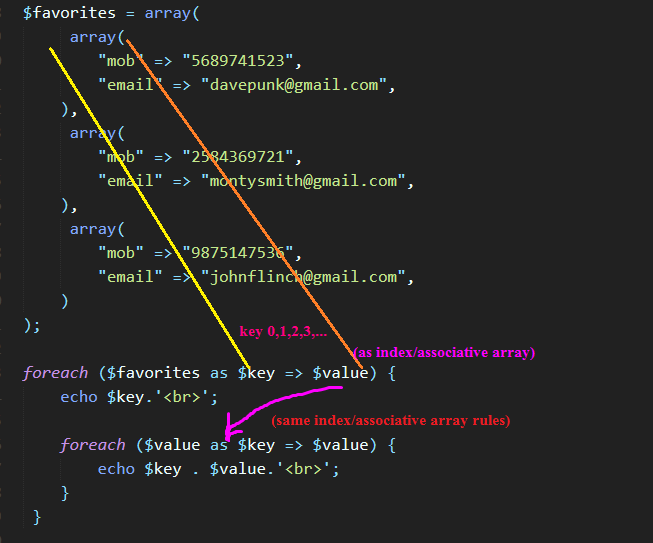 $favorites = array(
array(
"mob" => "5689741523",
"email" => "davepunk@gmail.com",
),
array(
"mob" => "2584369721",
"email" => "montysmith@gmail.com",
),
array(
"mob" => "9875147536",
"email" => "johnflinch@gmail.com",
)
);
key 0,1,2,3,...
(as index/associative array)
foreach ($favorites as $key => $value) {
echo $key.'<br>';
(same index/associative array rules)
foreach ($value as $key => $value) {
echo $key . $value.'<br>';
}
}